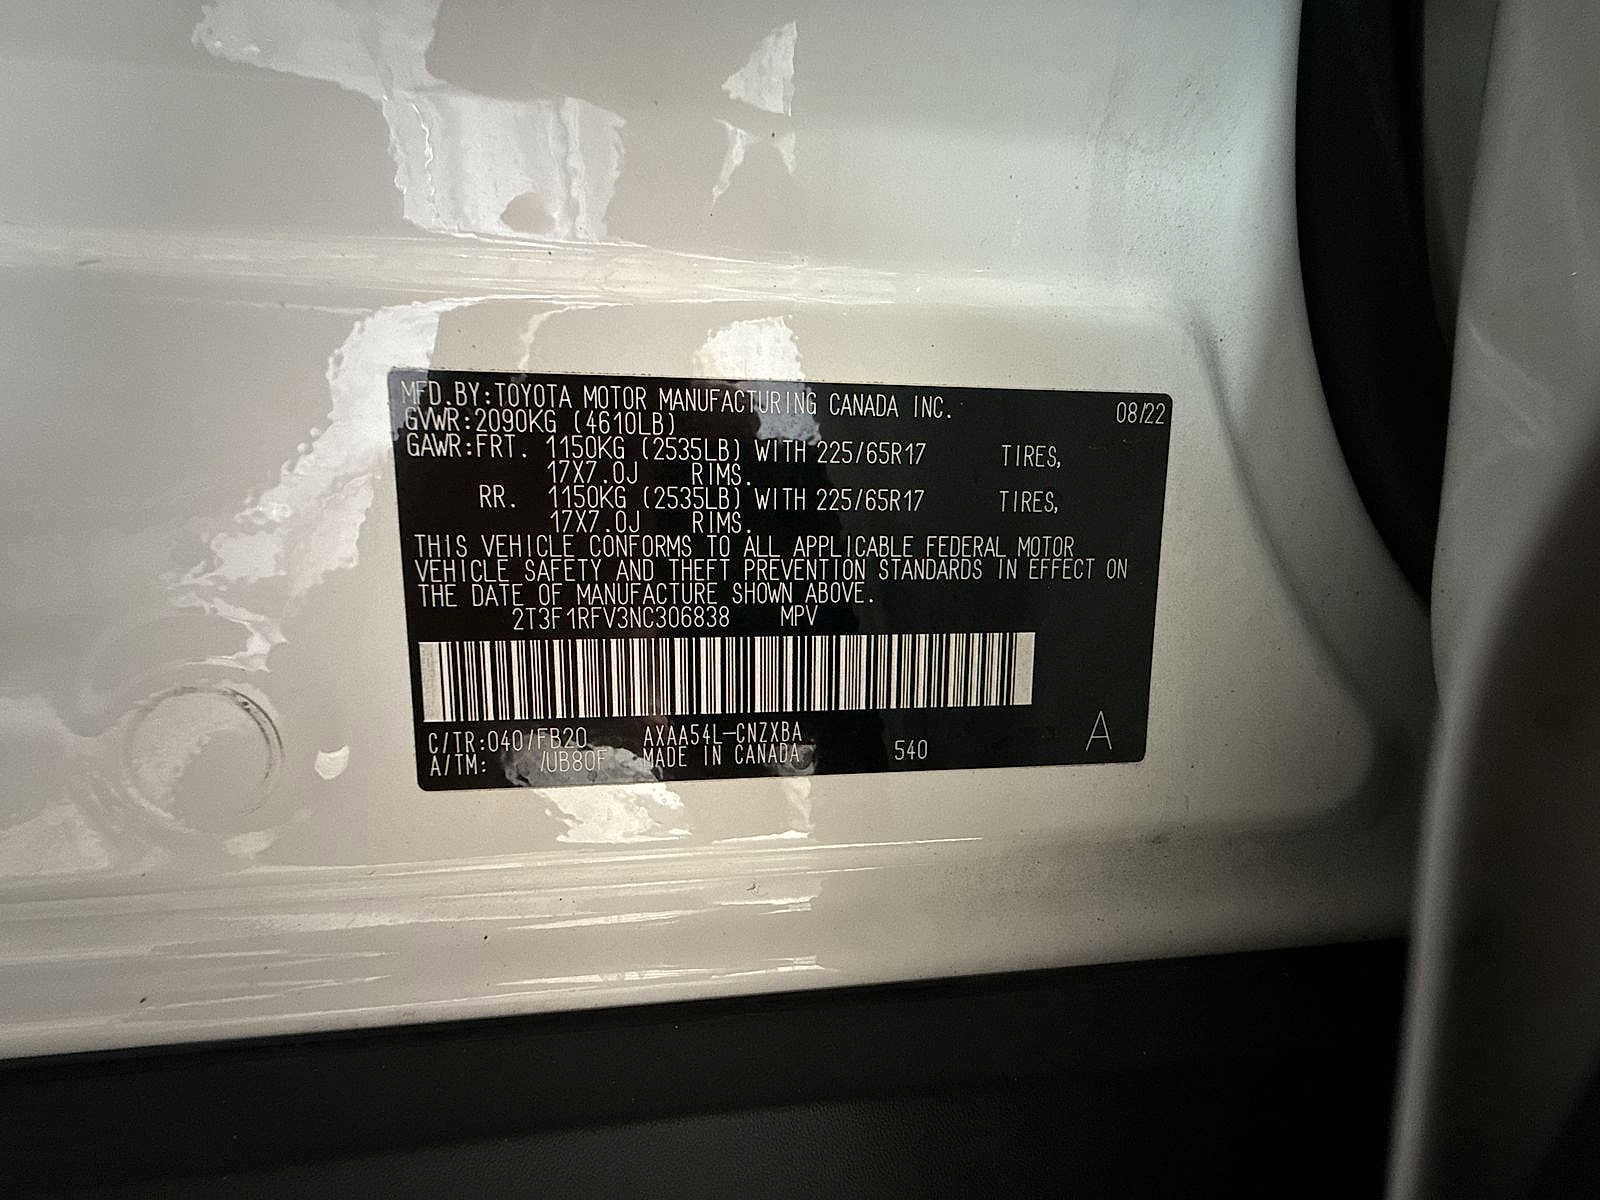 MFD.BY:TOYOTA MOTOR MANUFACTURING CANADA INC. 08/22
GVWR:2090KG (4610LB)
GAWR:FRT. 1150KG (2535LB) WITH 225/65R17 TIRES,
17X7.0J RIMS.
RR. 1150KG (2535LB) WITH 225/65R17 TIRES,
17X7.0J RIMS.
THIS VEHICLE CONFORMS TO ALL APPLICABLE FEDERAL MOTOR
VEHICLE SAFETY AND THEFT PREVENTION STANDARDS IN EFFECT ON
THE DATE OF MANUFACTURE SHOWN ABOVE.
2T3F1RFV3NC306838 MPV
C/TR:040/FB20 AXAA54L-CNZXBA
A/TM: /UB80F MADE IN CANADA 540 A